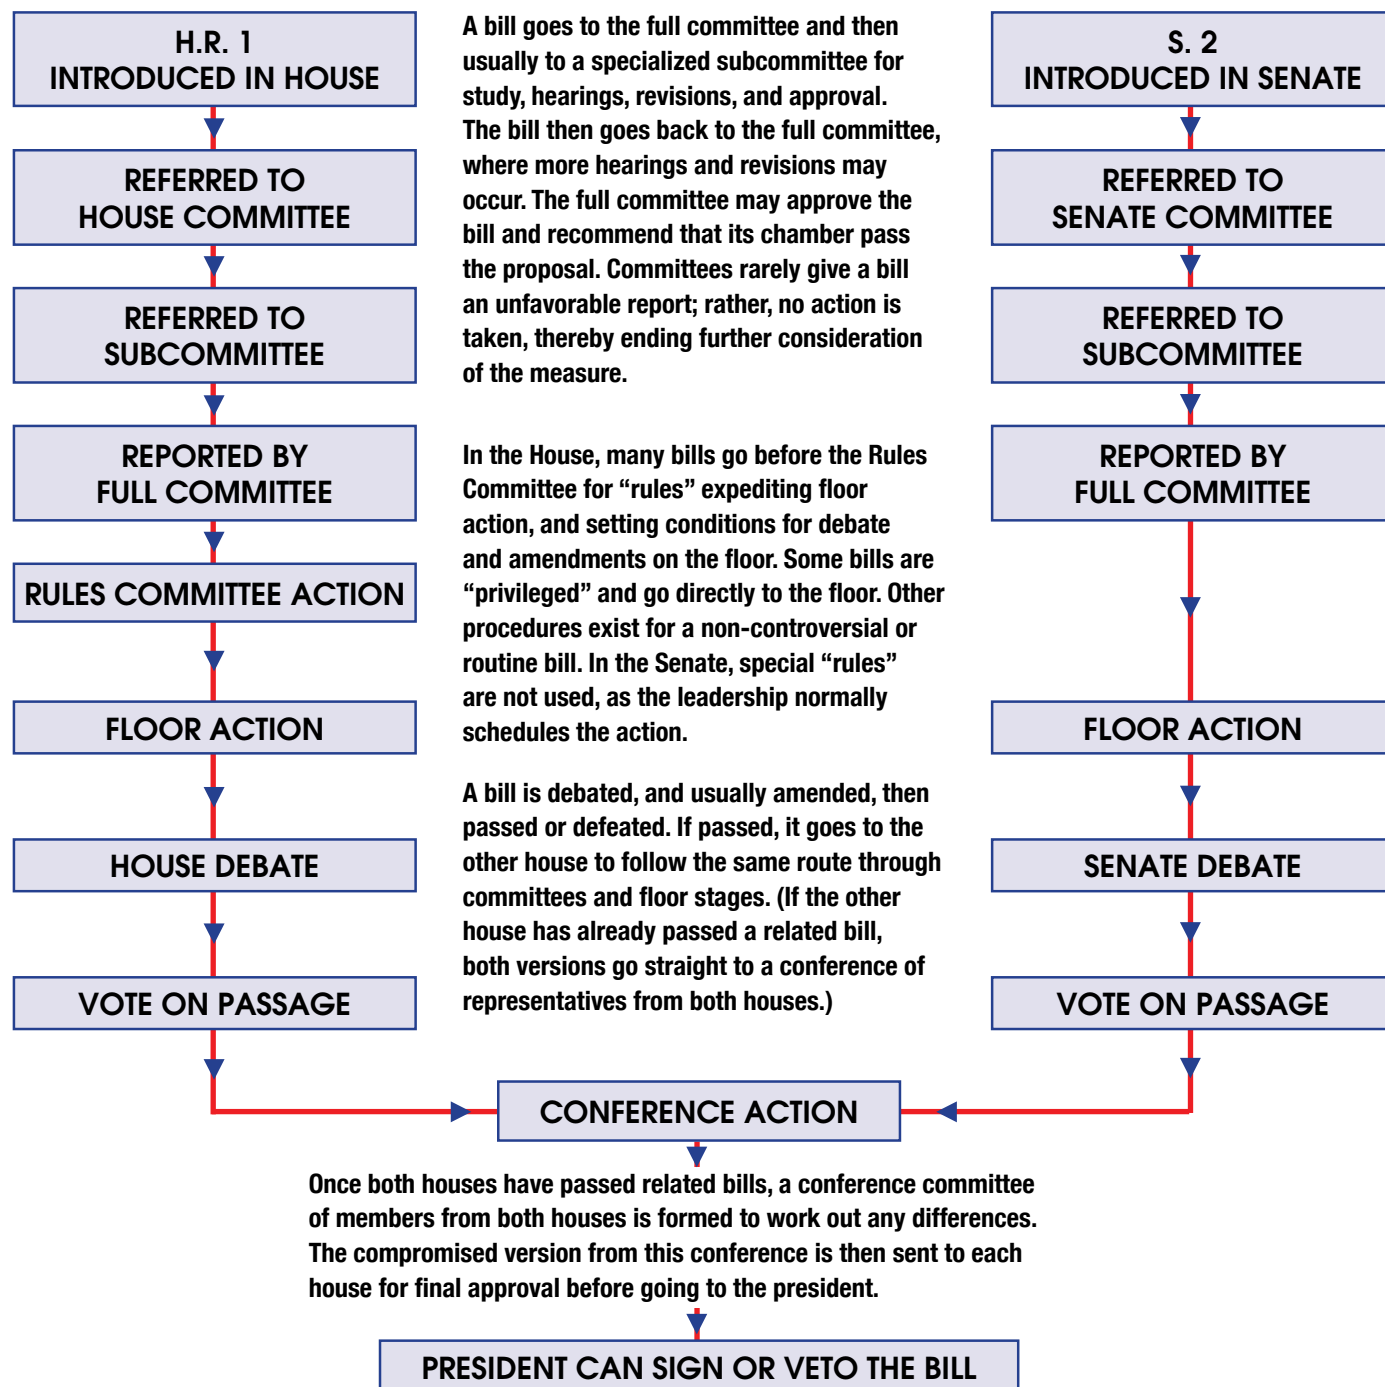 H.R. 1
INTRODUCED IN HOUSE
REFERRED TO
HOUSE COMMITTEE
REFERRED TO
SUBCOMMITTEE
REPORTED BY
FULL COMMITTEE
RULES COMMITTEE ACTION
FLOOR ACTION
HOUSE DEBATE
VOTE ON PASSAGE
A bill goes to the full committee and then
usually to a specialized subcommittee for
study, hearings, revisions, and approval.
The bill then goes back to the full committee,
where more hearings and revisions may
occur. The full committee may approve the
bill and recommend that its chamber pass
the proposal. Committees rarely give a bill
an unfavorable report; rather, no action is
taken, thereby ending further consideration
of the measure.
In the House, many bills go before the Rules
Committee for “rules” expediting floor
action, and setting conditions for debate
and amendments on the floor. Some bills are
“privileged” and go directly to the floor. Other
procedures exist for a non-controversial or
routine bill. In the Senate, special “rules”
are not used, as the leadership normally
schedules the action.
A bill is debated, and usually amended, then
passed or defeated. If passed, it goes to the
other house to follow the same route through
committees and floor stages. (If the other
house has already passed a related bill,
both versions go straight to a conference of
representatives from both houses.)
S. 2
INTRODUCED IN SENATE
REFERRED TO
SENATE COMMITTEE
REFERRED TO
SUBCOMMITTEE
REPORTED BY
FULL COMMITTEE
FLOOR ACTION
SENATE DEBATE
VOTE ON PASSAGE
CONFERENCE ACTION
Once both houses have passed related bills, a conference committee
of members from both houses is formed to work out any differences.
The compromised version from this conference is then sent to each
house for final approval before going to the president.
PRESIDENT CAN SIGN OR VETO THE BILL